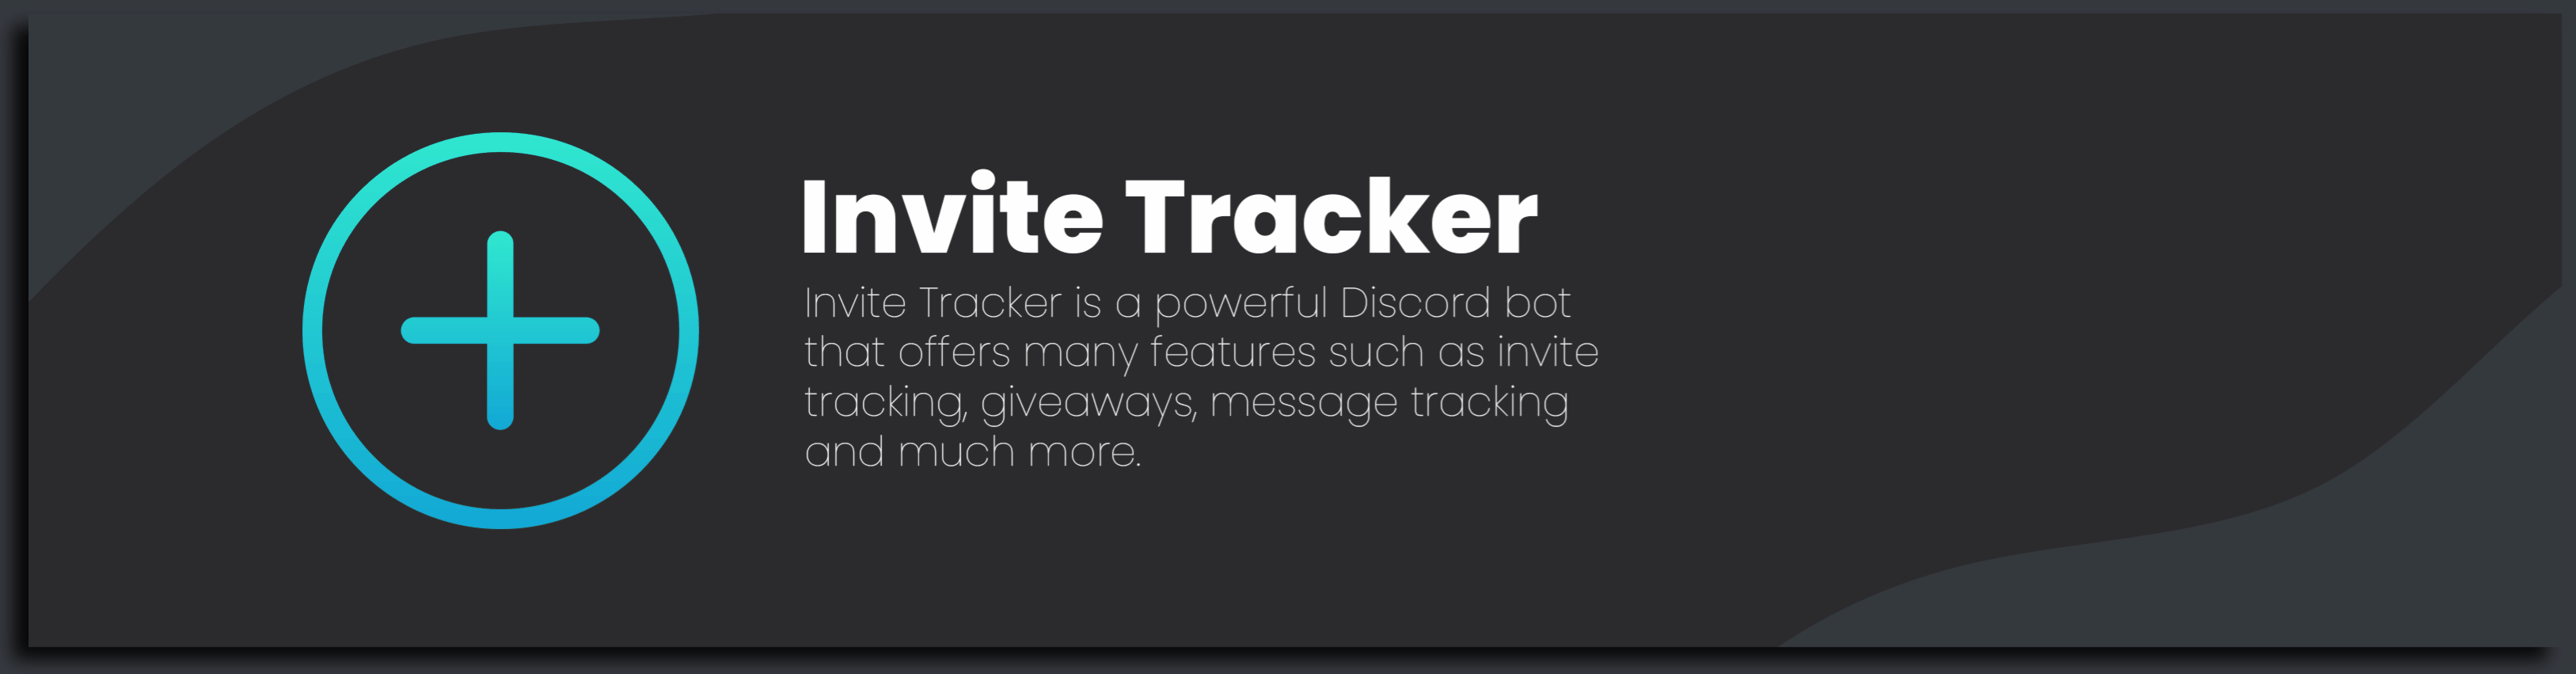 Invite Tracker
Invite Tracker is a powerful Discord bot
that offers many features such as invite
tracking, giveaways, message tracking
and much more.